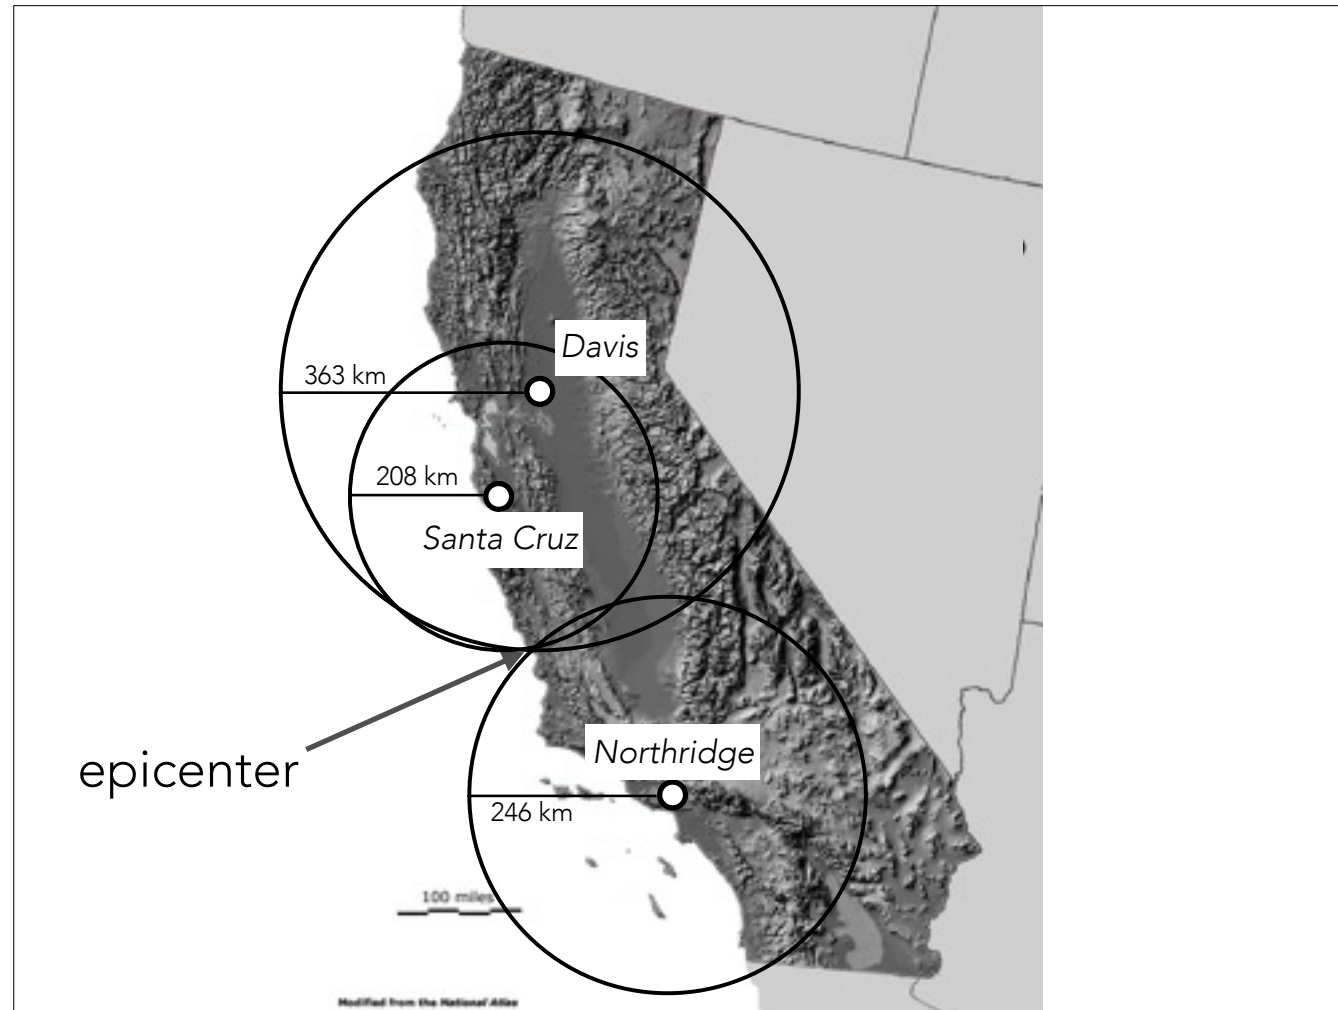 Davis
363 km
208 km
Santa Cruz
epicenter
Northridge
246 km
100 miles
Modified from the National Atlas